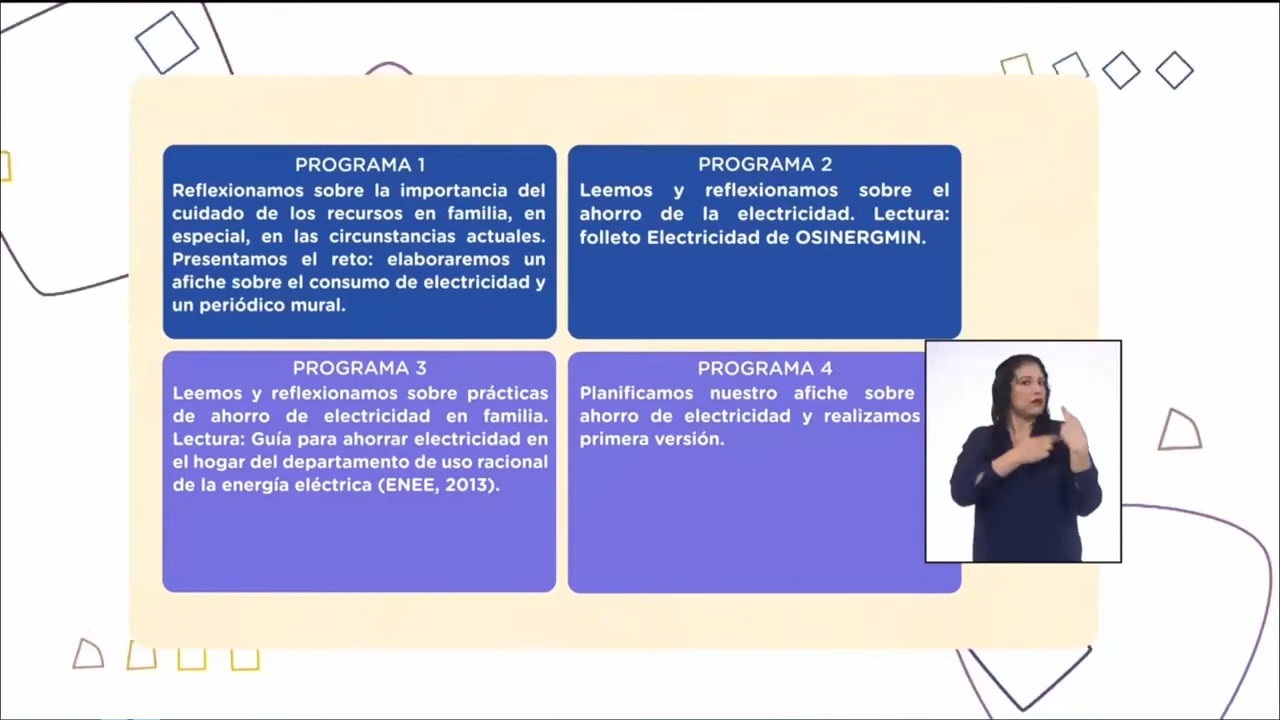 PROGRAMA 1
Reflexionamos sobre la importancia del
cuidado de los recursos en familia, en
especial, en las circunstancias actuales.
Presentamos el reto: elaboraremos un
afiche sobre el consumo de electricidad y
un periódico mural.
PROGRAMA 2
Leemos y reflexionamos sobre el
ahorro de la electricidad. Lectura:
folleto Electricidad de OSINERGMIN.
PROGRAMA 3
Leemos y reflexionamos sobre prácticas
de ahorro de electricidad en familia.
Lectura: Guía para ahorrar electricidad en
el hogar del departamento de uso racional
de la energía eléctrica (ENEE, 2013).
PROGRAMA 4
Planificamos nuestro afiche sobre
ahorro de electricidad y realizamos
primera versión.